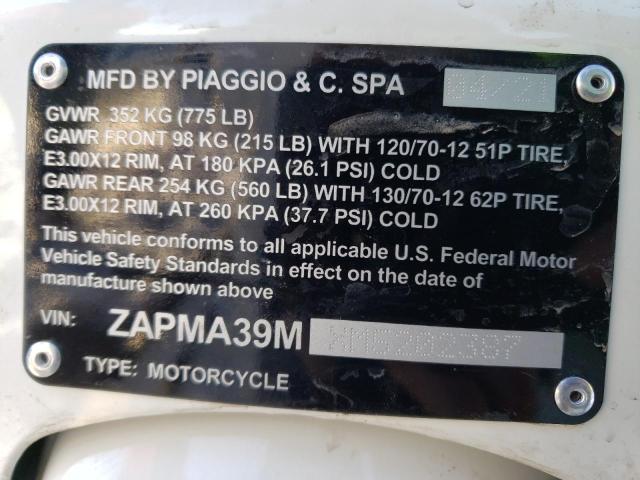 MFD BY PIAGGIO & C. SPA 04/21
GVWR 352 KG (775 LB)
GAWR FRONT 98 KG (215 LB) WITH 120/70-12 51P TIRE,
E3.00X12 RIM, AT 180 KPA (26.1 PSI) COLD
GAWR REAR 254 KG (560 LB) WITH 130/70-12 62P TIRE,
E3.00X12 RIM, AT 260 KPA (37.7 PSI) COLD
This vehicle conforms to all applicable U.S. Federal Motor
Vehicle Safety Standards in effect on the date of
manufacture shown above
VIN: ZAPMA39M XM5202387
TYPE: MOTORCYCLE